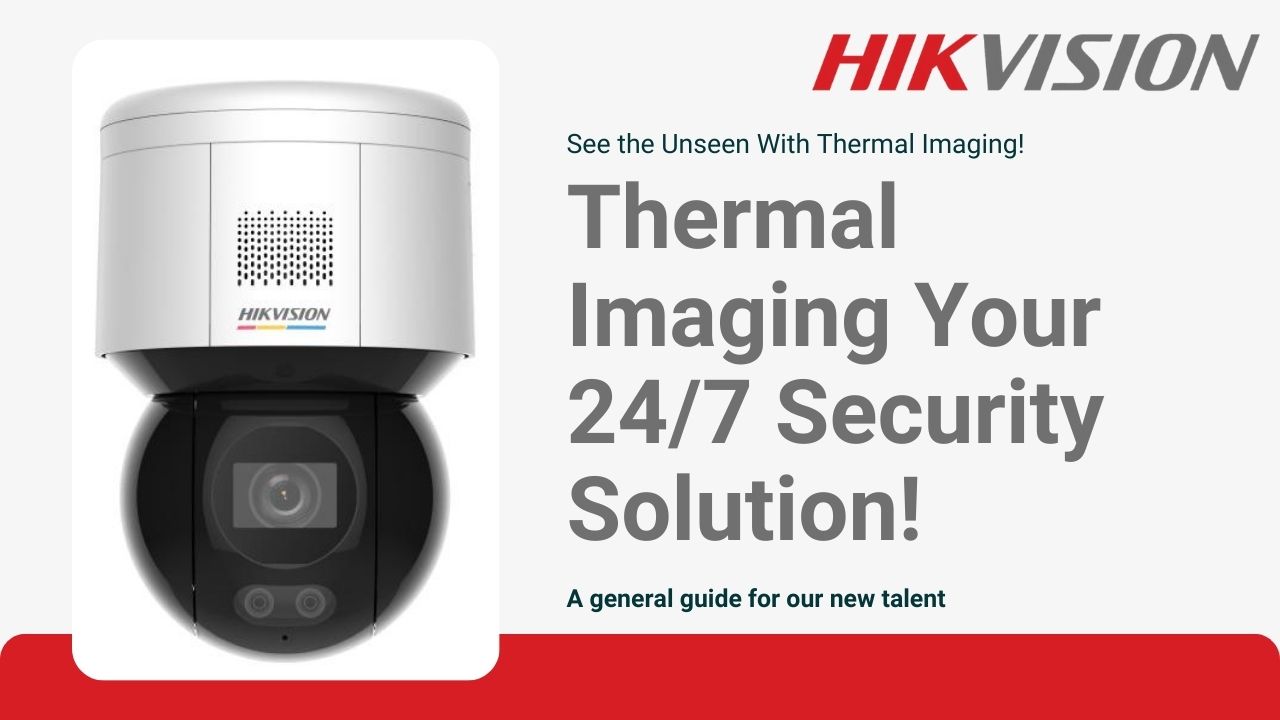 HIKVISION
See the Unseen With Thermal Imaging!
Thermal
Imaging Your
24/7 Security
Solution!
A general guide for our new talent
HIKVISION